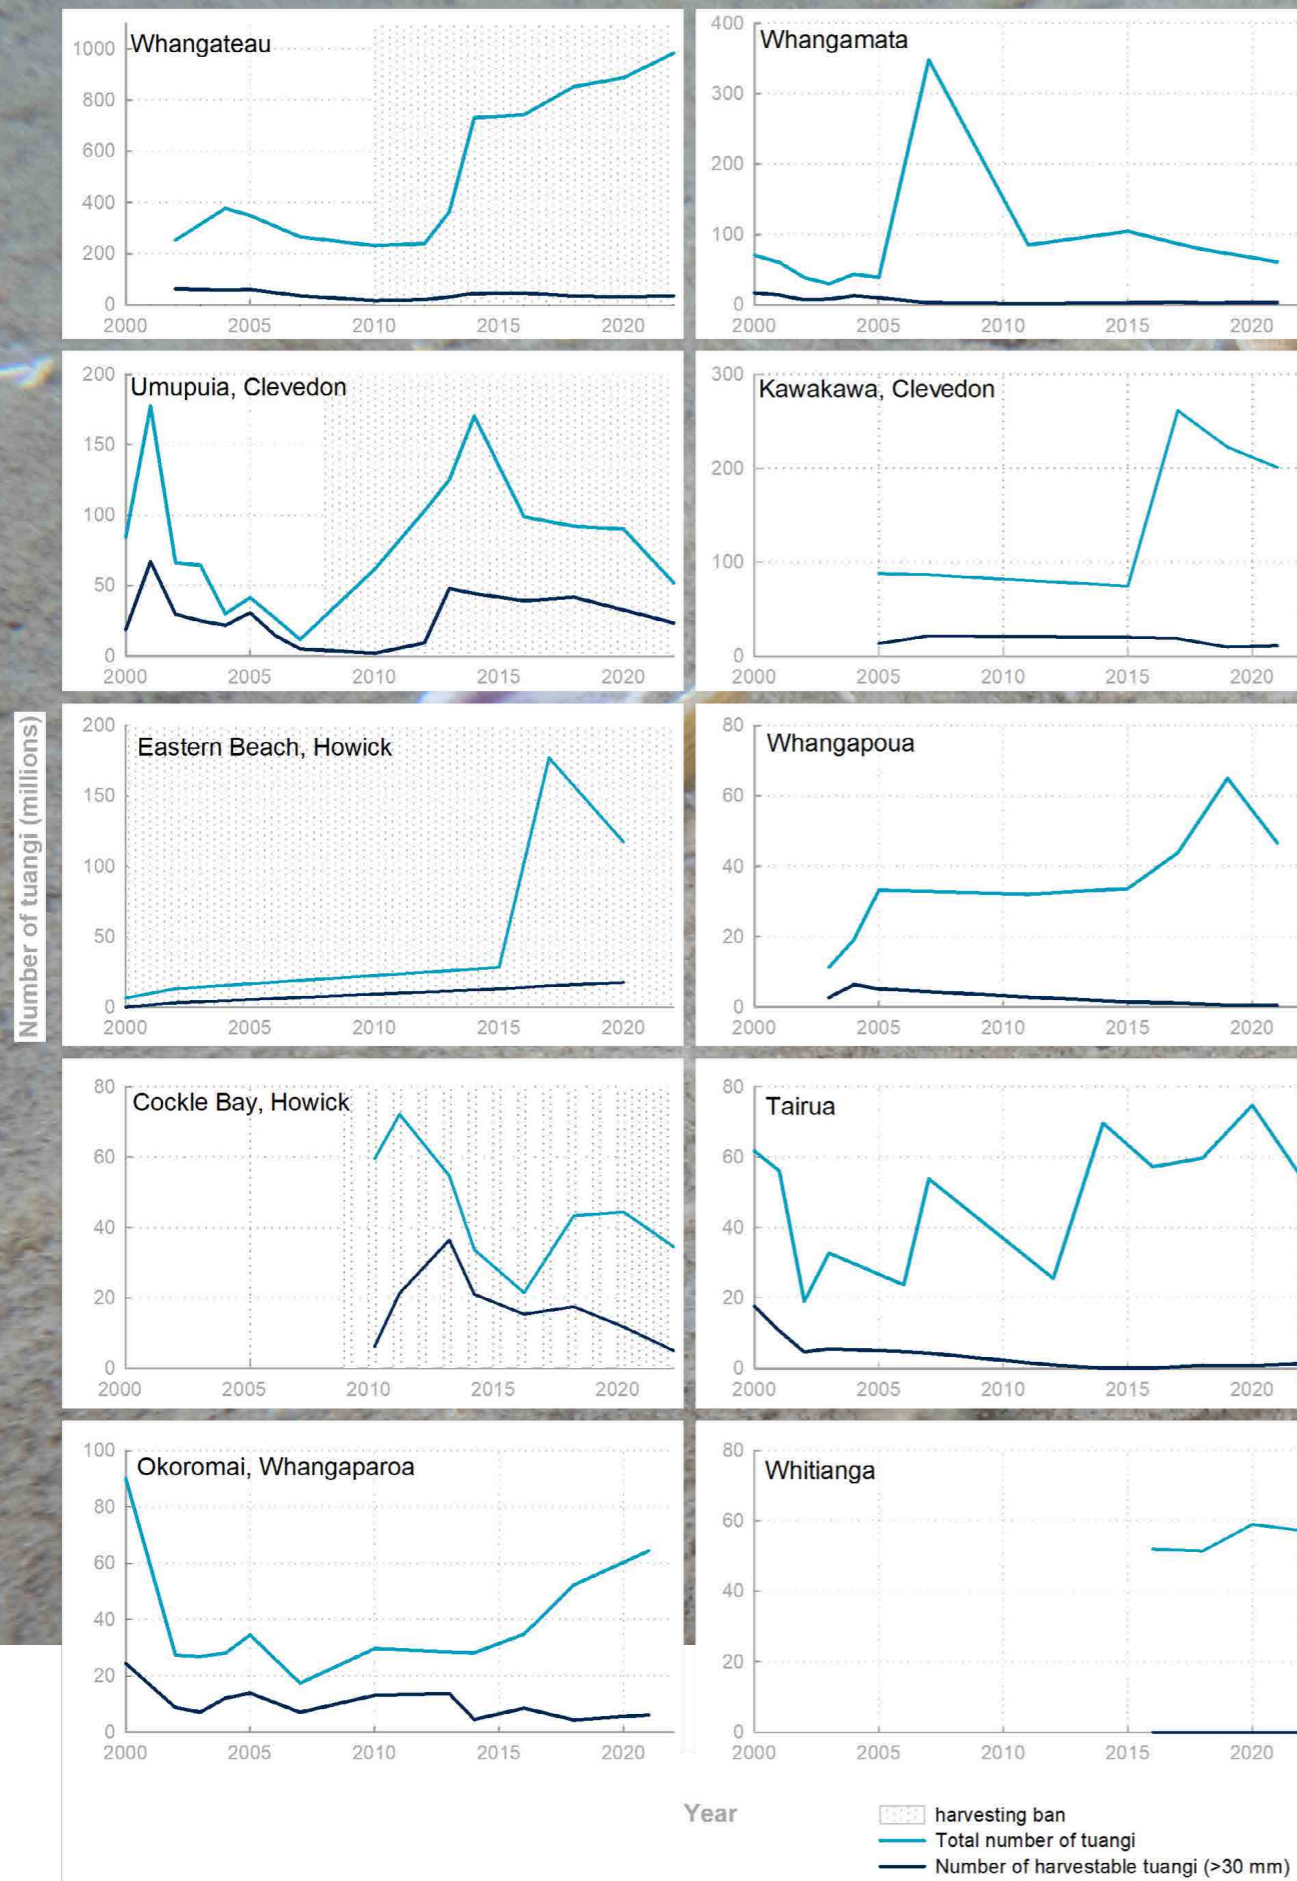 Number of tuangi (millions)
Whangateau
1000
800
600
400
200
0
2000 2005 2010 2015 2020
Whangamata
400
300
200
100
0
2000 2005 2010 2015 2020
Umupuia, Clevedon
200
150
100
50
0
2000 2005 2010 2015 2020
Kawakawa, Clevedon
300
200
100
0
2000 2005 2010 2015 2020
Eastern Beach, Howick
200
150
100
50
0
2000 2005 2010 2015 2020
Whangapoua
80
60
40
20
0
2000 2005 2010 2015 2020
Cockle Bay, Howick
80
60
40
20
0
2000 2005 2010 2015 2020
Tairua
80
60
40
20
0
2000 2005 2010 2015 2020
Okoromai, Whangaparoa
100
80
60
40
20
0
2000 2005 2010 2015 2020
Whitianga
80
60
40
20
0
2000 2005 2010 2015 2020
Year
harvesting ban
Total number of tuangi
Number of harvestable tuangi (>30 mm)